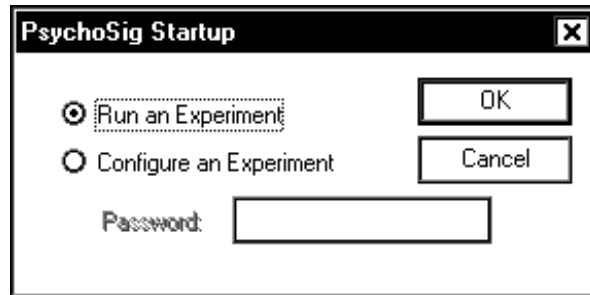 PsychoSig Startup
Run an Experiment
OK
Configure an Experiment
Cancel
Password: